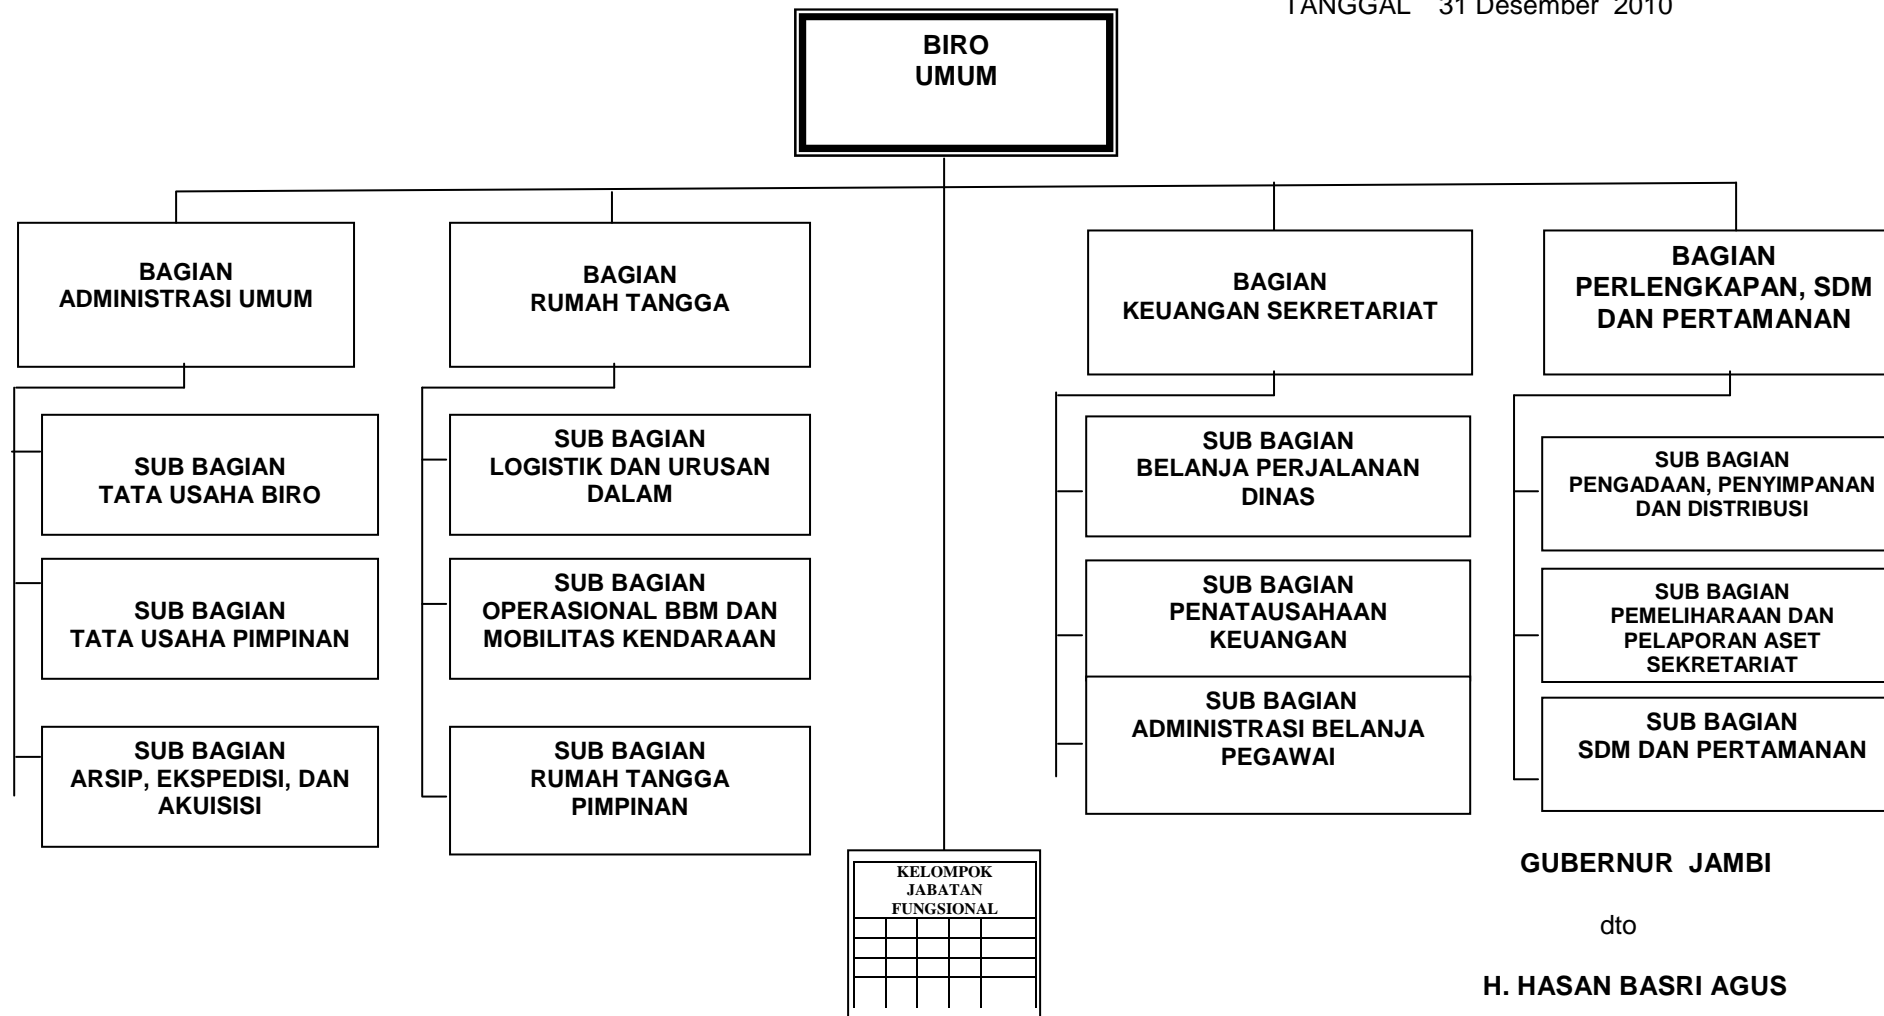 TANGGAL 31 Desember 2010
BIRO
UMUM
BAGIAN
ADMINISTRASI UMUM
BAGIAN
RUMAH TANGGA
BAGIAN
KEUANGAN SEKRETARIAT
BAGIAN
PERLENGKAPAN, SDM
DAN PERTAMANAN
SUB BAGIAN
TATA USAHA BIRO
SUB BAGIAN
LOGISTIK DAN URUSAN
DALAM
SUB BAGIAN
BELANJA PERJALANAN
DINAS
SUB BAGIAN
PENGADAAN, PENYIMPANAN
DAN DISTRIBUSI
SUB BAGIAN
TATA USAHA PIMPINAN
SUB BAGIAN
OPERASIONAL BBM DAN
MOBILITAS KENDARAAN
SUB BAGIAN
PENATAUSAHAAN
KEUANGAN
SUB BAGIAN
PEMELIHARAAN DAN
PELAPORAN ASET
SEKRETARIAT
SUB BAGIAN
ARSIP, EKSPEDISI, DAN
AKUISISI
SUB BAGIAN
RUMAH TANGGA
PIMPINAN
SUB BAGIAN
ADMINISTRASI BELANJA
PEGAWAI
SUB BAGIAN
SDM DAN PERTAMANAN
KELOMPOK
JABATAN
FUNGSIONAL
GUBERNUR JAMBI
dto
H. HASAN BASRI AGUS